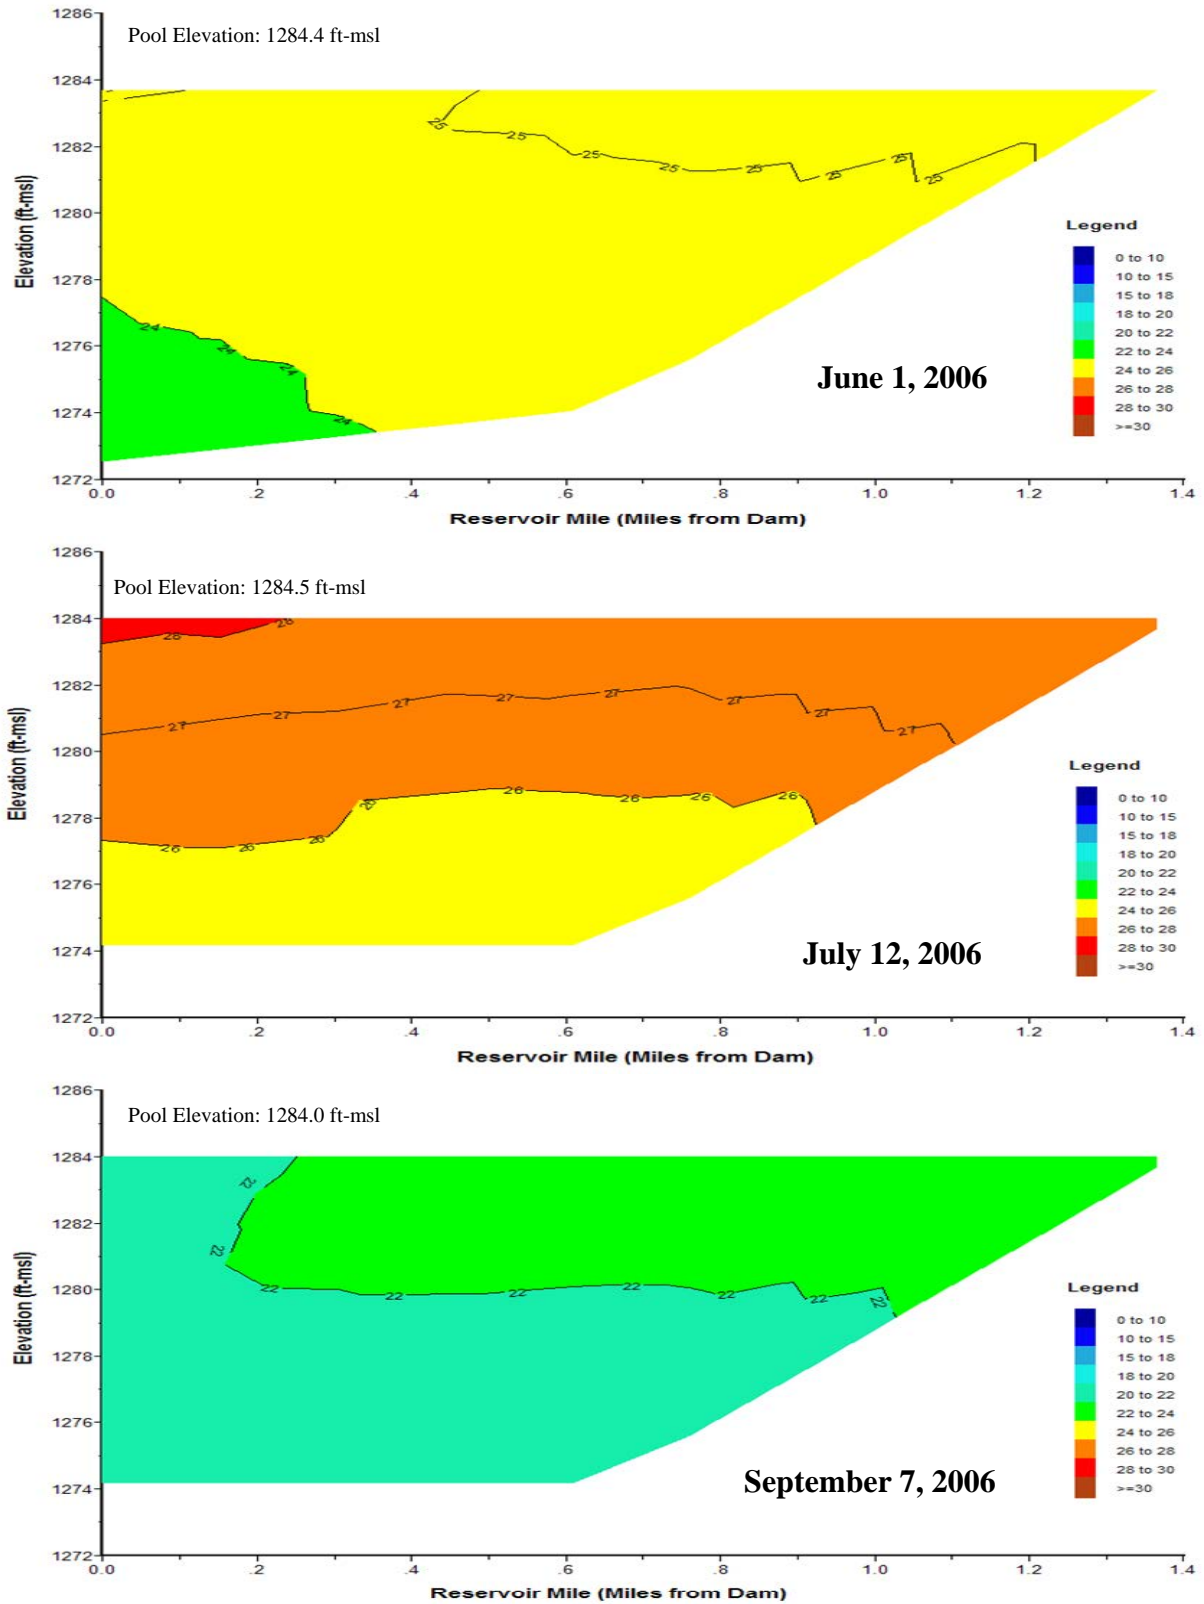 1286
Pool Elevation: 1284.4 ft-msl
1284
1282
1280
1278
1276
1274
1272
Elevation (ft-msl)
25
25
25
25
25
25
25
25
24
24
24
24
Legend
0 to 10
10 to 15
15 to 18
18 to 20
20 to 22
22 to 24
24 to 26
26 to 28
28 to 30
>=30
June 1, 2006
0.0 .2 .4 .6 .8 1.0 1.2 1.4
Reservoir Mile (Miles from Dam)
1286
Pool Elevation: 1284.5 ft-msl
1284
1282
1280
1278
1276
1274
1272
Elevation (ft-msl)
28
28
27
27
27
27
27
27
27
27
26
26
26
26
26
26
26
26
Legend
0 to 10
10 to 15
15 to 18
18 to 20
20 to 22
22 to 24
24 to 26
26 to 28
28 to 30
>=30
July 12, 2006
0.0 .2 .4 .6 .8 1.0 1.2 1.4
Reservoir Mile (Miles from Dam)
1286
Pool Elevation: 1284.0 ft-msl
1284
1282
1280
1278
1276
1274
1272
Elevation (ft-msl)
22
22
22
22
22
22
22
22
22
Legend
0 to 10
10 to 15
15 to 18
18 to 20
20 to 22
22 to 24
24 to 26
26 to 28
28 to 30
>=30
September 7, 2006
0.0 .2 .4 .6 .8 1.0 1.2 1.4
Reservoir Mile (Miles from Dam)